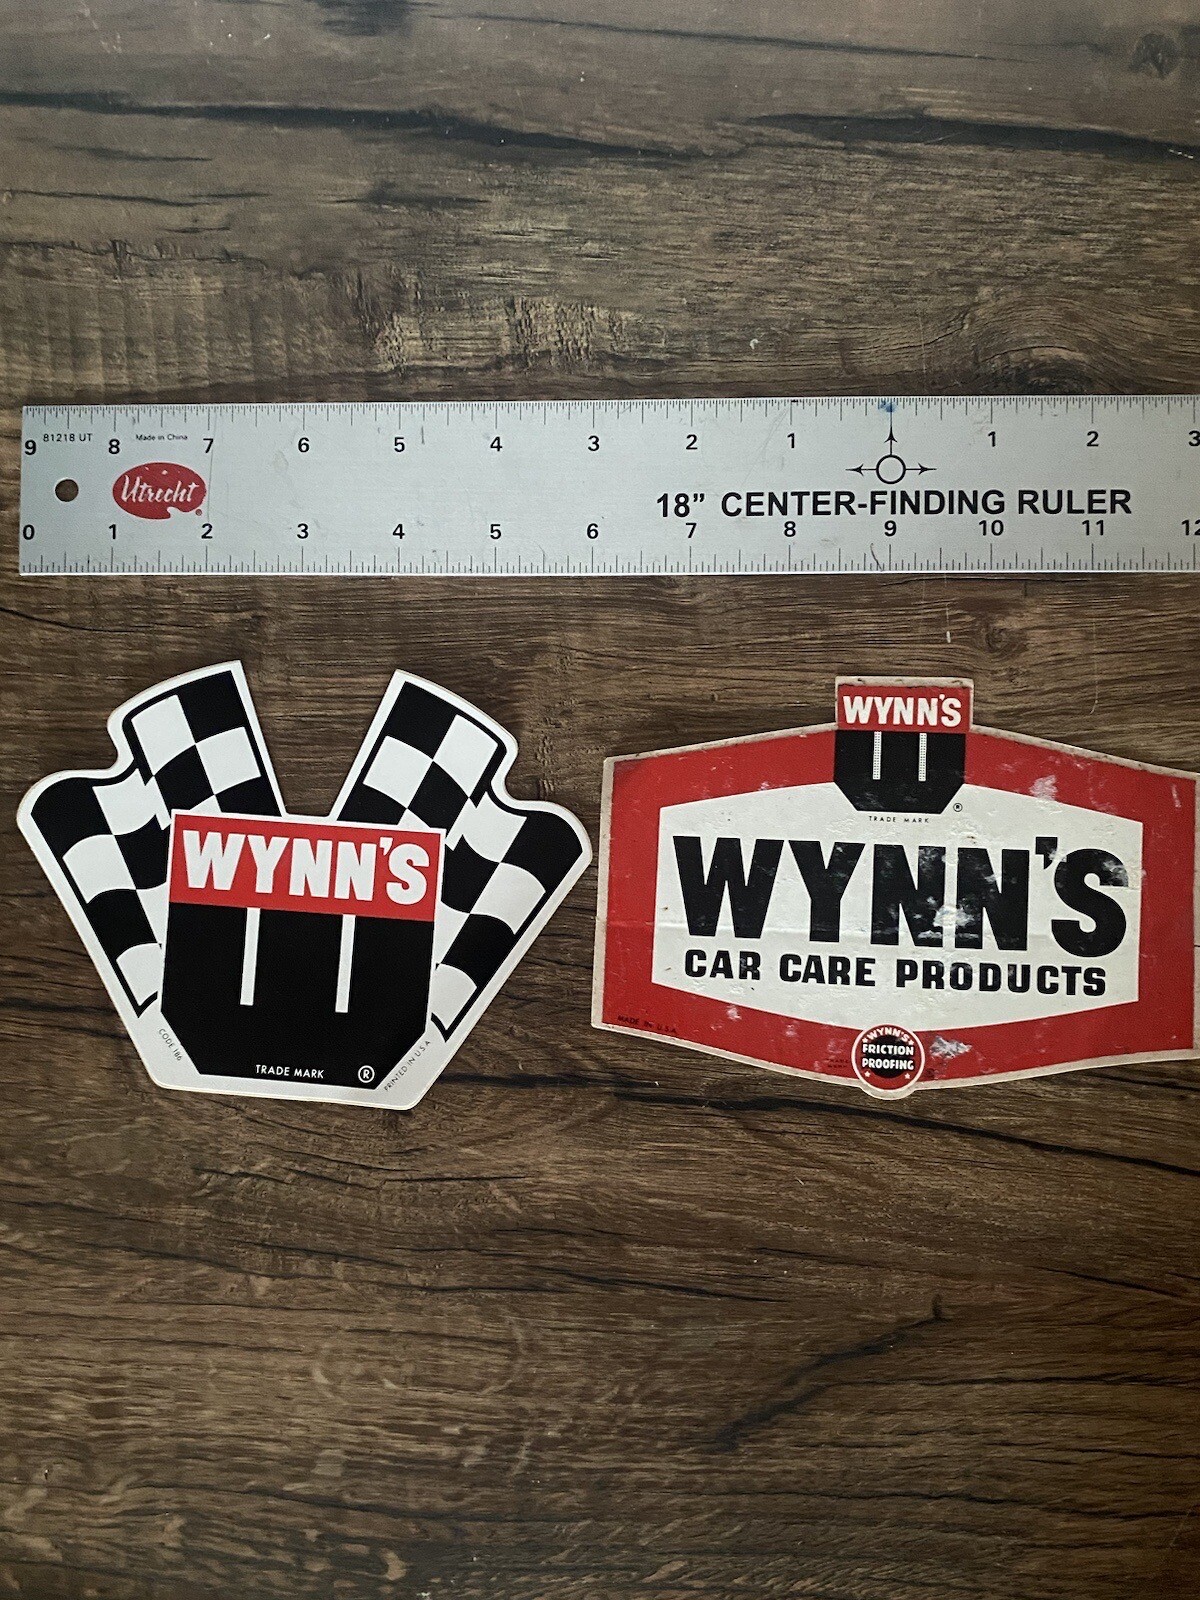 9 81218 UT 8 Made in China 7 6 5 4 3 2 1 1 2 3
Utrecht ®
18" CENTER-FINDING RULER
0 1 2 3 4 5 6 7 8 9 10 11 12
WYNN'S
CODE 186
TRADE MARK ®
PRINTED IN U.S.A.
WYNN'S
®
TRADE MARK
WYNN'S
CAR CARE PRODUCTS
MADE IN U.S.A.
WYNN'S
FRICTION
PROOFING